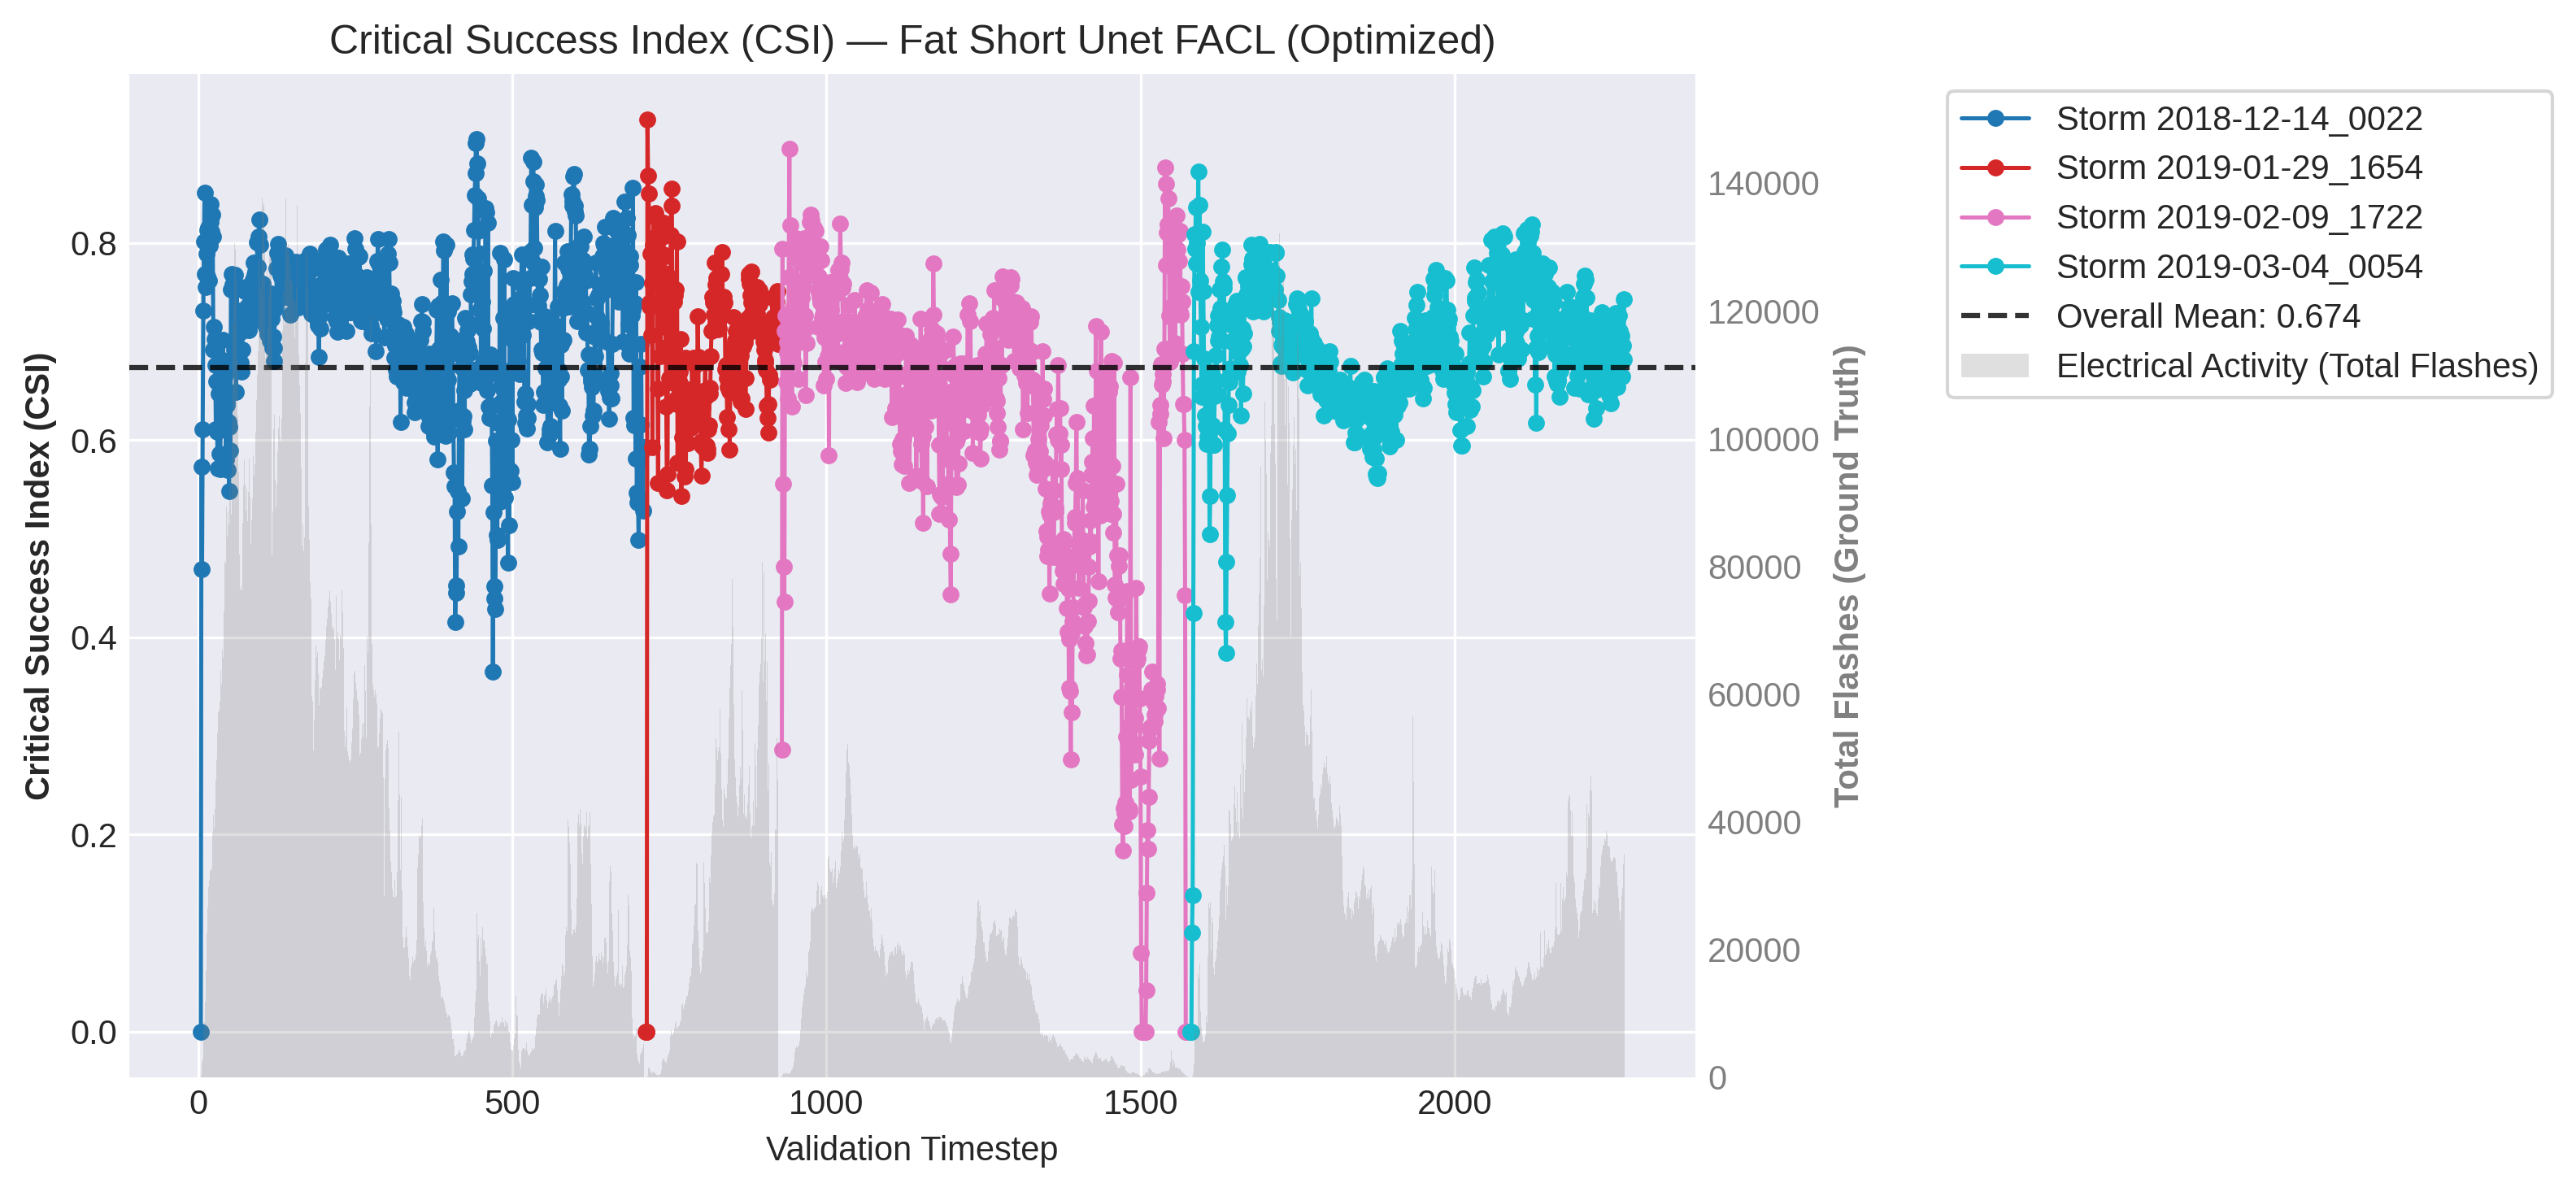 Critical Success Index (CSI) — Fat Short Unet FACL (Optimized)
Critical Success Index (CSI)
0.8
0.6
0.4
0.2
0.0
0
500
1000
1500
2000
Validation Timestep
140000
120000
100000
80000
60000
40000
20000
0
Total Flashes (Ground Truth)
Storm 2018-12-14_0022
Storm 2019-01-29_1654
Storm 2019-02-09_1722
Storm 2019-03-04_0054
Overall Mean: 0.674
Electrical Activity (Total Flashes)